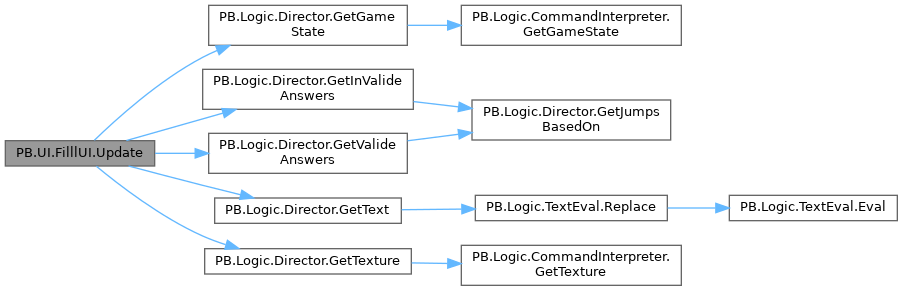 PB.Logic.Director.GetGame
State
PB.Logic.CommandInterpreter.
GetGameState
PB.Logic.Director.GetInValide
Answers
PB.Logic.Director.GetJumps
BasedOn
PB.UI.FilllUI.Update
PB.Logic.Director.GetValide
Answers
PB.Logic.Director.GetText
PB.Logic.TextEval.Replace
PB.Logic.TextEval.Eval
PB.Logic.Director.GetTexture
PB.Logic.CommandInterpreter.
GetTexture